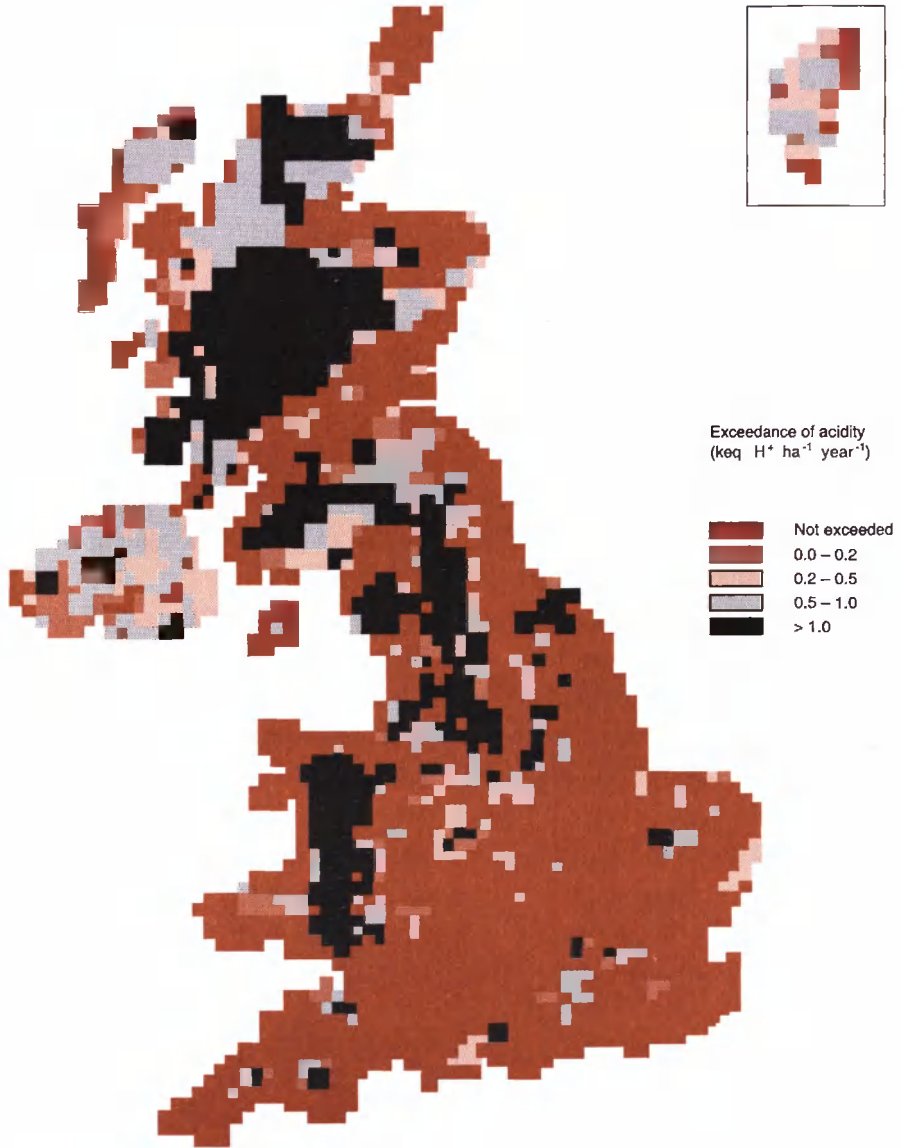 Exceedance of acidity
(keq H⁺ ha⁻¹ year⁻¹)
Not exceeded
0.0 – 0.2
0.2 – 0.5
0.5 – 1.0
> 1.0